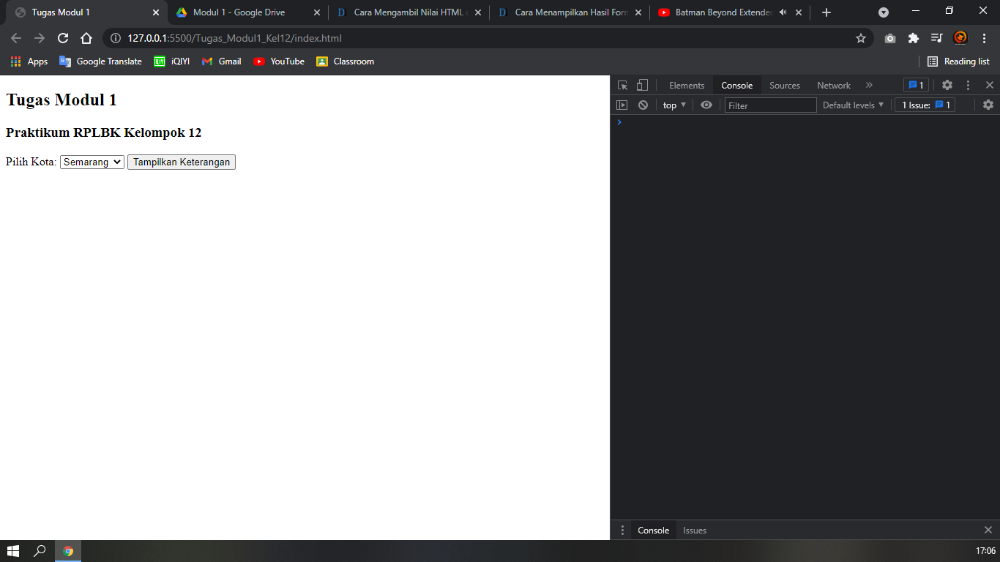 Tugas Modul 1
Modul 1 - Google Drive
Cara Mengambil Nilai HTML
Cara Menampilkan Hasil Form
Batman Beyond Extended
127.0.0.1:5500/Tugas_Modul1_Kel12/index.html
Apps Google Translate iQIYI Gmail YouTube Classroom Reading list
Tugas Modul 1
Praktikum RPLBK Kelompok 12
Pilih Kota: Semarang Tampilkan Keterangan
Elements Console Sources Network » 1
top Filter Default levels 1 Issue: 1
Console Issues
17:06